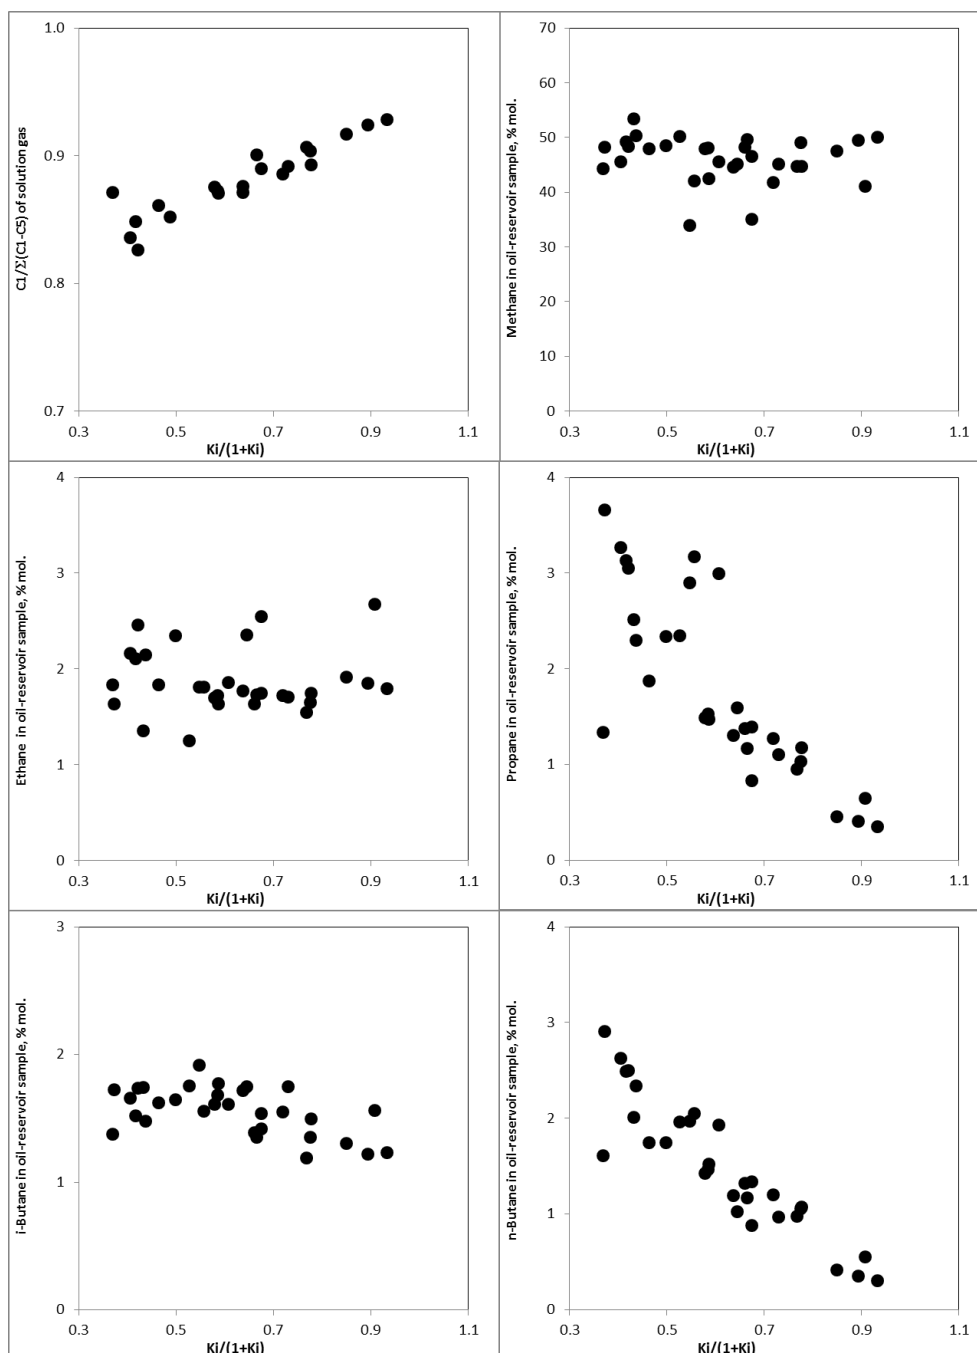 C1/Σ(C1-C5) of solution gas
1.0
0.9
0.8
0.7
0.3 0.5 0.7 0.9 1.1
Ki/(1+Ki)
Methane in oil-reservoir sample, % mol.
70
60
50
40
30
20
10
0
0.3 0.5 0.7 0.9 1.1
Ki/(1+Ki)
Ethane in oil-reservoir sample, % mol.
4
3
2
1
0
0.3 0.5 0.7 0.9 1.1
Ki/(1+Ki)
Propane in oil-reservoir sample, % mol.
4
3
2
1
0
0.3 0.5 0.7 0.9 1.1
Ki/(1+Ki)
i-Butane in oil-reservoir sample, % mol.
3
2
1
0
0.3 0.5 0.7 0.9 1.1
Ki/(1+Ki)
n-Butane in oil-reservoir sample, % mol.
4
3
2
1
0
0.3 0.5 0.7 0.9 1.1
Ki/(1+Ki)